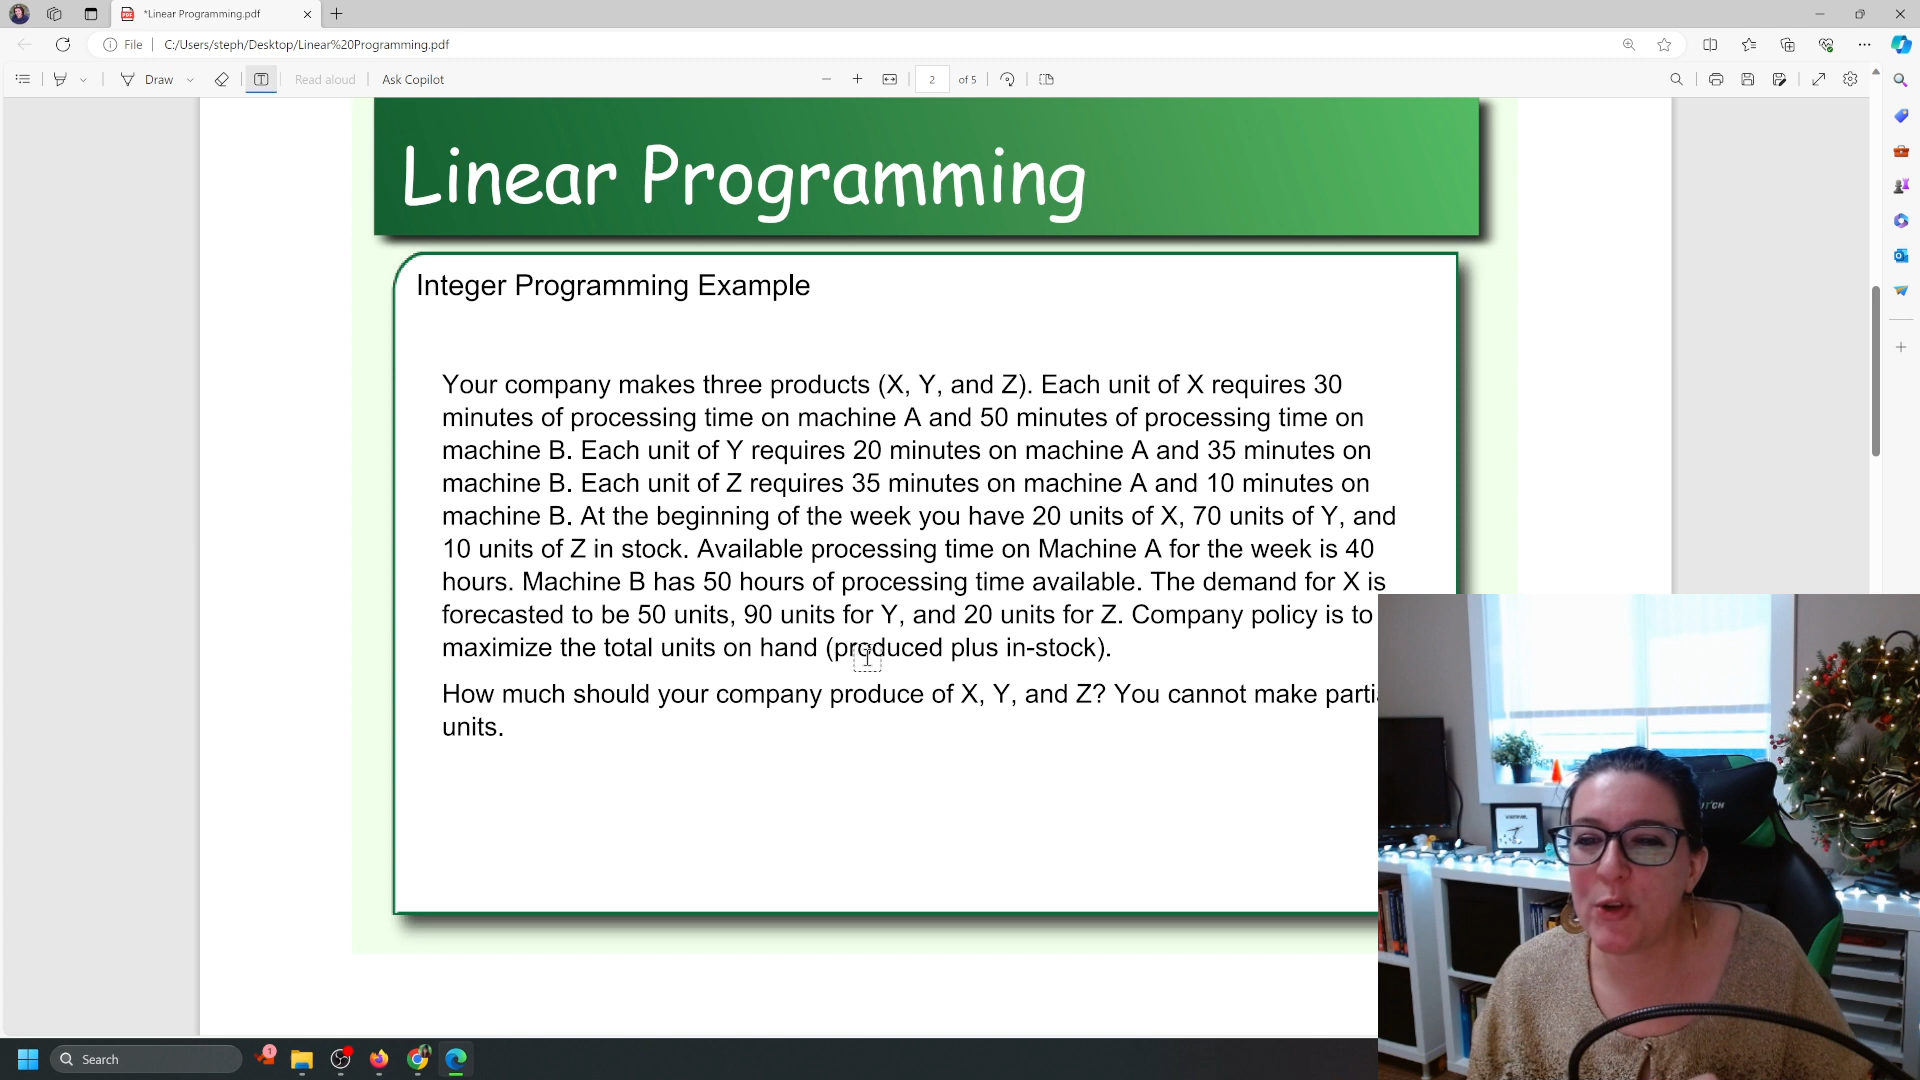 *Linear Programming.pdf
File
C:/Users/steph/Desktop/Linear%20Programming.pdf
Draw
Read aloud
Ask Copilot
2
of 5
Linear Programming
Integer Programming Example
Your company makes three products (X, Y, and Z). Each unit of X requires 30
minutes of processing time on machine A and 50 minutes of processing time on
machine B. Each unit of Y requires 20 minutes on machine A and 35 minutes on
machine B. Each unit of Z requires 35 minutes on machine A and 10 minutes on
machine B. At the beginning of the week you have 20 units of X, 70 units of Y, and
10 units of Z in stock. Available processing time on Machine A for the week is 40
hours. Machine B has 50 hours of processing time available. The demand for X is
forecasted to be 50 units, 90 units for Y, and 20 units for Z. Company policy is to
maximize the total units on hand (produced plus in-stock).
How much should your company produce of X, Y, and Z? You cannot make parti
units.
Search
1